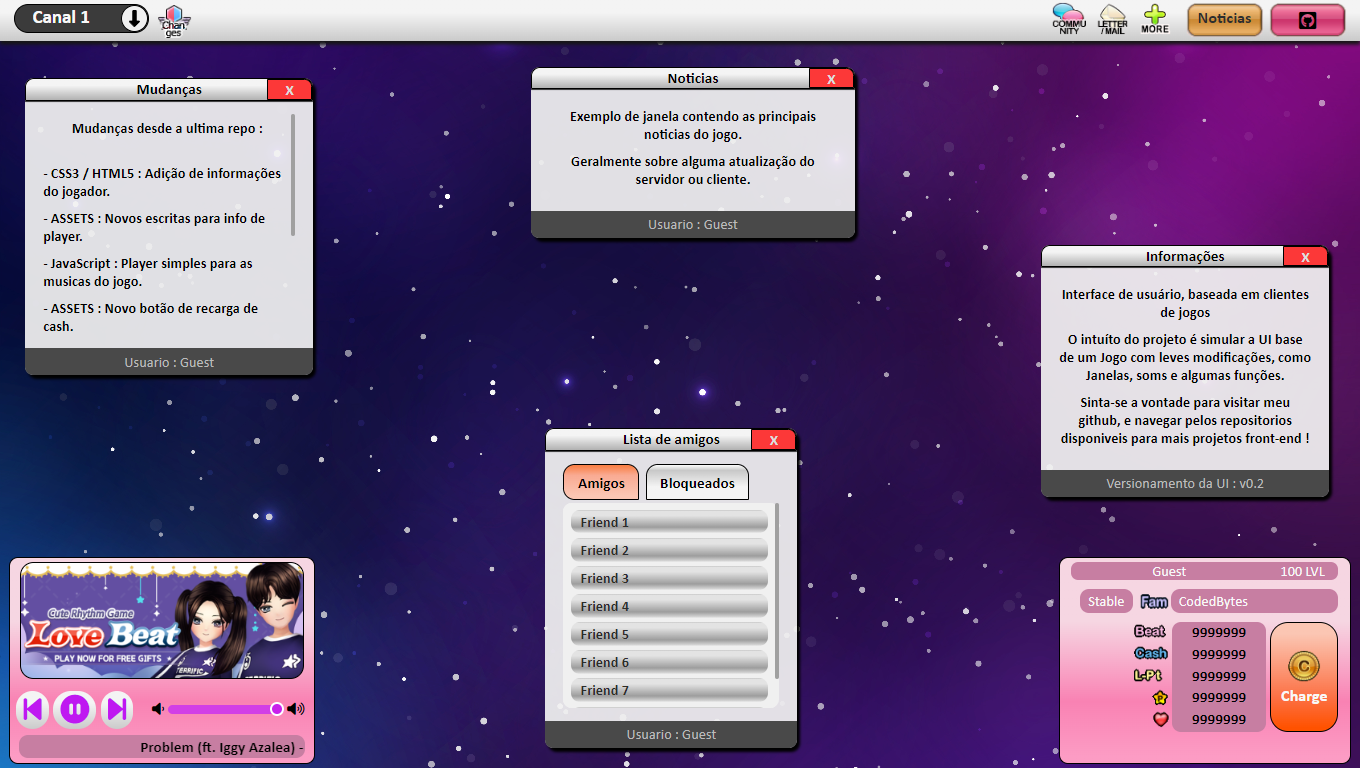 Canal 1
Chan
ges
COMMU
NITY
LETTER
/MAIL
MORE
Noticias
Mudanças
X
Mudanças desde a ultima repo :
- CSS3 / HTML5 : Adição de informações
do jogador.
- ASSETS : Novos escritas para info de
player.
- JavaScript : Player simples para as
musicas do jogo.
- ASSETS : Novo botão de recarga de
cash.
Usuario : Guest
Noticias
X
Exemplo de janela contendo as principais
noticias do jogo.
Geralmente sobre alguma atualização do
servidor ou cliente.
Usuario : Guest
Informações
X
Interface de usuário, baseada em clientes
de jogos
O intuíto do projeto é simular a UI base
de um Jogo com leves modificações, como
Janelas, soms e algumas funções.
Sinta-se a vontade para visitar meu
github, e navegar pelos repositorios
disponiveis para mais projetos front-end !
Versionamento da UI : v0.2
Lista de amigos
X
Amigos
Bloqueados
Friend 1
Friend 2
Friend 3
Friend 4
Friend 5
Friend 6
Friend 7
Usuario : Guest
Cute Rhythm Game
Love Beat
PLAY NOW FOR FREE GIFTS
TERRIFIC
Problem (ft. Iggy Azalea) -
Guest
100 LVL
Stable
Fam
CodedBytes
Beat
9999999
Cash
9999999
L-Pt
9999999
P
9999999
9999999
C
Charge